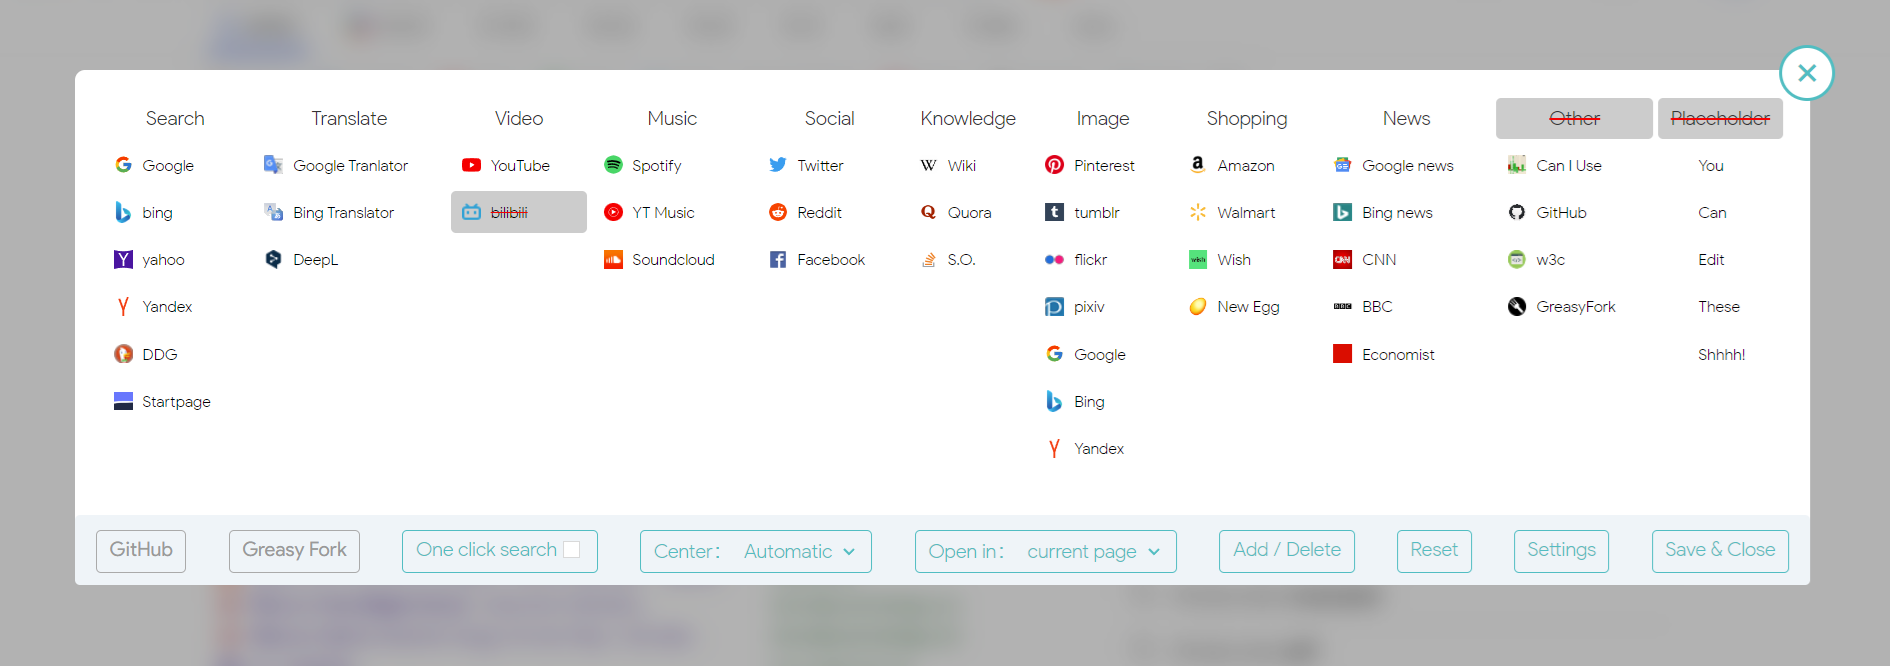 Search
Google
bing
yahoo
Yandex
DDG
Startpage
Translate
Google Tranlator
Bing Translator
DeepL
Video
YouTube
bilibili
Music
Spotify
YT Music
Soundcloud
Social
Twitter
Reddit
Facebook
Knowledge
Wiki
Quora
S.O.
Image
Pinterest
tumblr
flickr
pixiv
Google
Bing
Yandex
Shopping
Amazon
Walmart
Wish
New Egg
News
Google news
Bing news
CNN
BBC
Economist
Other
Can I Use
GitHub
w3c
GreasyFork
Placeholder
You
Can
Edit
These
Shhhh!
GitHub
Greasy Fork
One click search
Center： Automatic
Open in： current page
Add / Delete
Reset
Settings
Save & Close